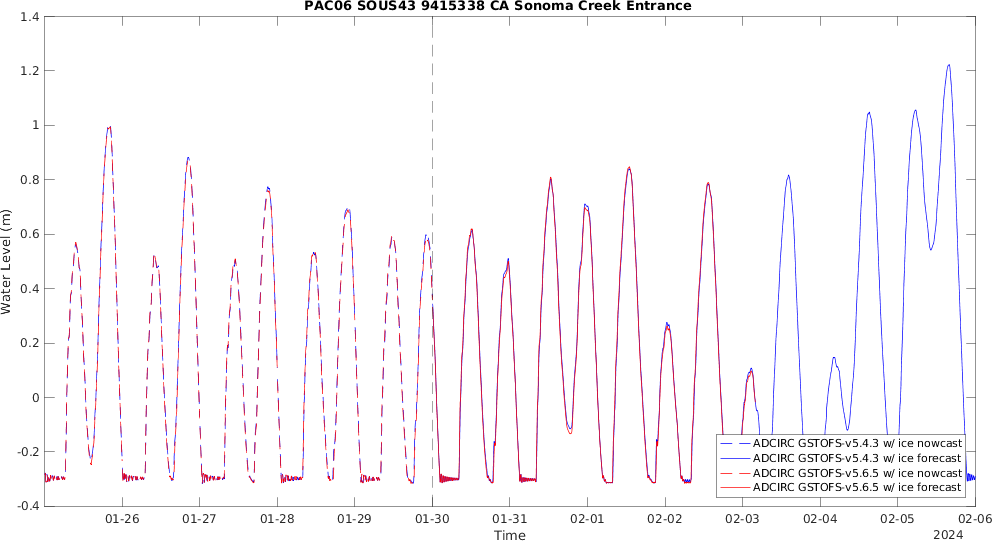 PAC06 SOUS43 9415338 CA Sonoma Creek Entrance
1.4
1.2
1
0.8
0.6
0.4
0.2
0
-0.2
-0.4
Water Level (m)
ADCIRC GSTOFS-v5.4.3 w/ ice nowcast
ADCIRC GSTOFS-v5.4.3 w/ ice forecast
ADCIRC GSTOFS-v5.6.5 w/ ice nowcast
ADCIRC GSTOFS-v5.6.5 w/ ice forecast
01-26 01-27 01-28 01-29 01-30 01-31 02-01 02-02 02-03 02-04 02-05 02-06
Time
2024